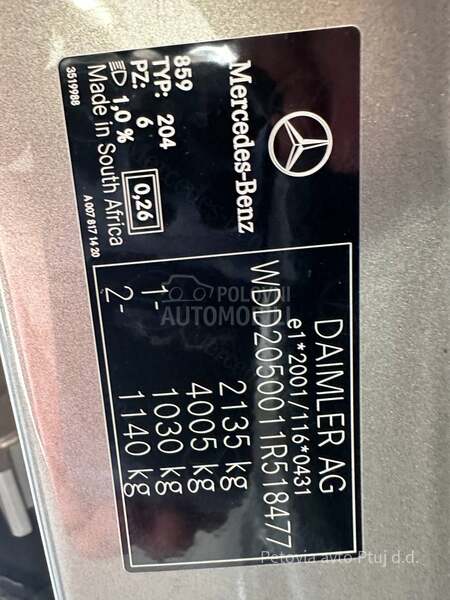 Mercedes-Benz
859
TYP: 204
PZ: 6
1,0 %
0,26
Made in South Africa
3519988
A 007 817 14 20
DAIMLER AG
e1*2001/116*0431
WDD2050011R518477
2135 kg
4005 kg
1- 1030 kg
2- 1140 kg
POLOVNI
AUTOMOBILI
Petovia avto Ptuj d.d.